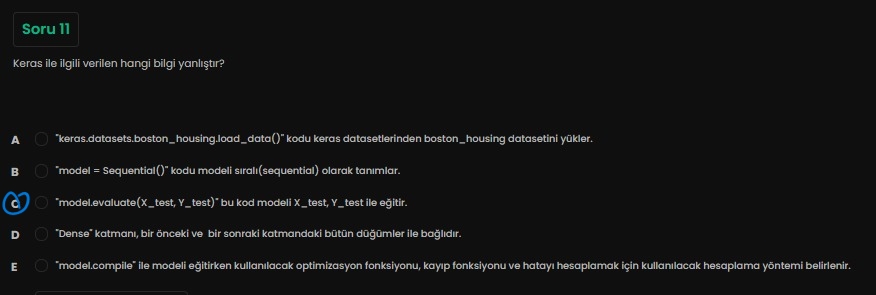 Soru 11
Keras ile ilgili verilen hangi bilgi yanlıştır?
A "keras.datasets.boston_housing.load_data()" kodu keras datasetlerinden boston_housing datasetini yükler.
B "model = Sequential()" kodu modeli sıralı(sequential) olarak tanımlar.
C "model.evaluate(X_test, Y_test)" bu kod modeli X_test, Y_test ile eğitir.
D "Dense" katmanı, bir önceki ve bir sonraki katmandaki bütün düğümler ile bağlıdır.
E "model.compile" ile modeli eğitirken kullanılacak optimizasyon fonksiyonu, kayıp fonksiyonu ve hatayı hesaplamak için kullanılacak hesaplama yöntemi belirlenir.